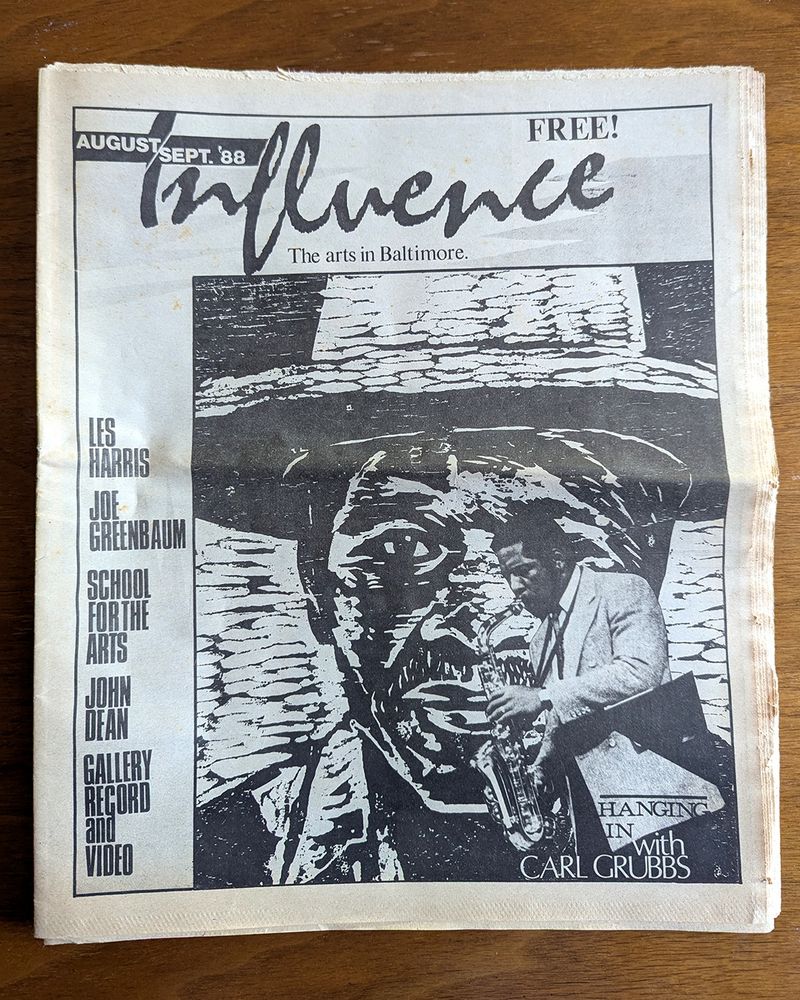 FREE!
AUGUST
SEPT. '88
Influence
The arts in Baltimore.
LES
HARRIS
JOE
GREENBAUM
SCHOOL
FOR THE
ARTS
JOHN
DEAN
GALLERY
RECORD
and
VIDEO
HANGING
IN
with
CARL GRUBBS